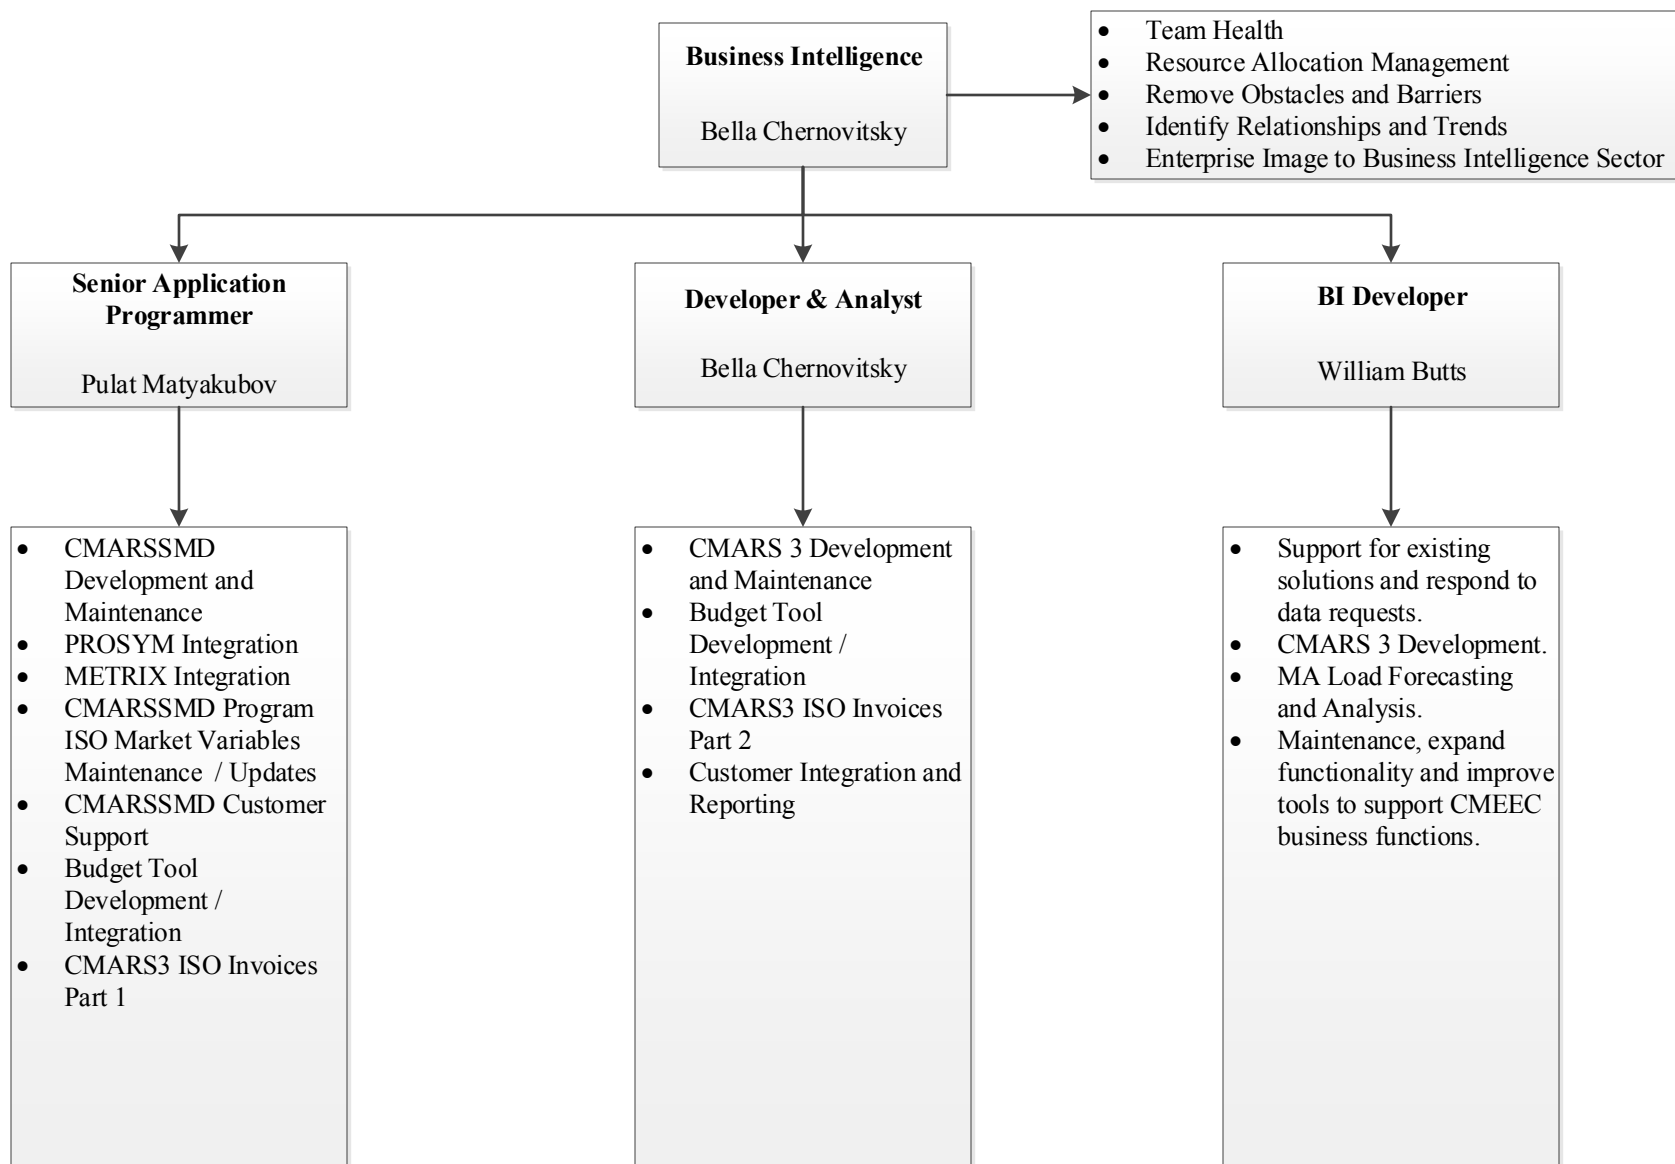 Business Intelligence
Bella Chernovitsky
• Team Health
• Resource Allocation Management
• Remove Obstacles and Barriers
• Identify Relationships and Trends
• Enterprise Image to Business Intelligence Sector
Senior Application
Programmer
Pulat Matyakubov
Developer & Analyst
Bella Chernovitsky
BI Developer
William Butts
• CMARSSMD
Development and
Maintenance
• PROSYM Integration
• METRIX Integration
• CMARSSMD Program
ISO Market Variables
Maintenance / Updates
• CMARSSMD Customer
Support
• Budget Tool
Development /
Integration
• CMARS3 ISO Invoices
Part 1
• CMARS 3 Development
and Maintenance
• Budget Tool
Development /
Integration
• CMARS3 ISO Invoices
Part 2
• Customer Integration and
Reporting
• Support for existing
solutions and respond to
data requests.
• CMARS 3 Development.
• MA Load Forecasting
and Analysis.
• Maintenance, expand
functionality and improve
tools to support CMEEC
business functions.